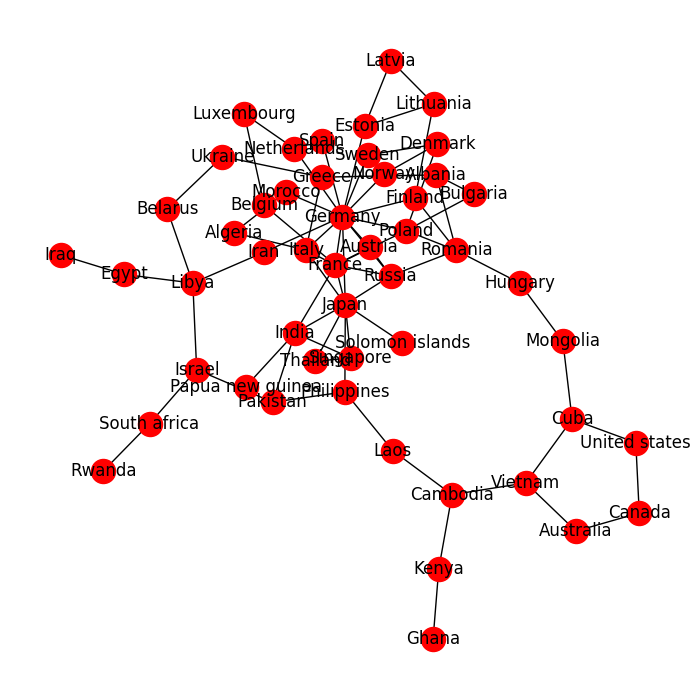 Latvia
Lithuania
Luxembourg
Estonia
Spain
Denmark
Netherlands
Sweden
Ukraine
Greece
Norway
Albania
Morocco
Bulgaria
Finland
Belgium
Belarus
Germany
Algeria
Poland
Iran
Italy
Austria
Romania
Iraq
France
Egypt
Russia
Libya
Hungary
Japan
India
Mongolia
Solomon islands
Thailand
Singapore
Israel
Papua new guinea
Pakistan
Philippines
South africa
Cuba
United states
Laos
Rwanda
Vietnam
Cambodia
Canada
Australia
Kenya
Ghana